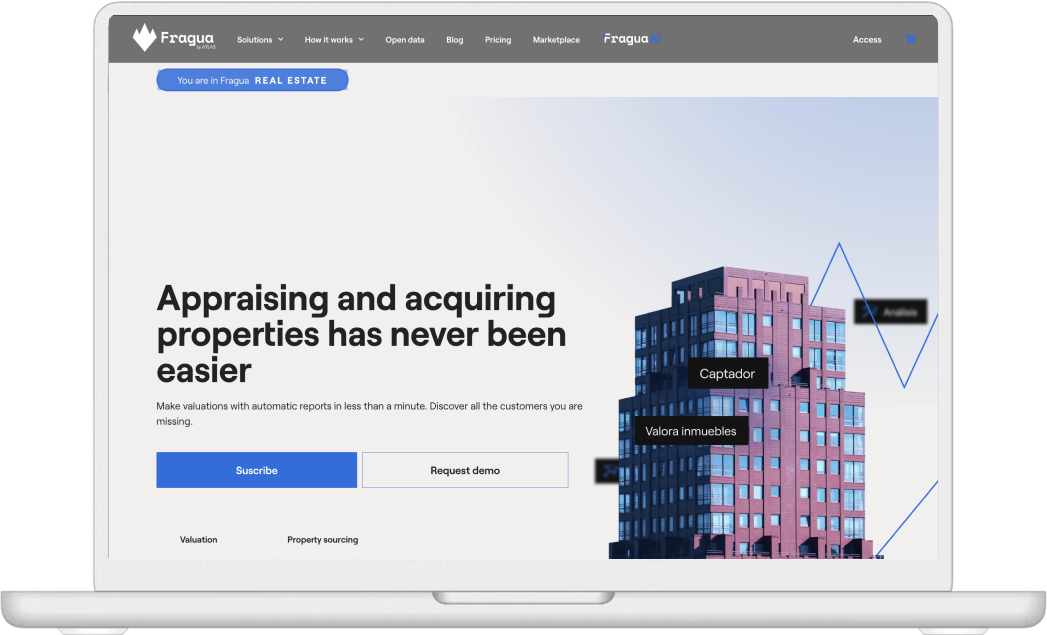 Fragua
by ATLAS
Solutions
How it works
Open data
Blog
Pricing
Marketplace
FraguaAI
Access
You are in Fragua REAL ESTATE
Appraising and acquiring
properties has never been
easier
Make valuations with automatic reports in less than a minute. Discover all the customers you are
missing.
Suscribe
Request demo
Valuation
Property sourcing
Análisis
Captador
Valora inmuebles